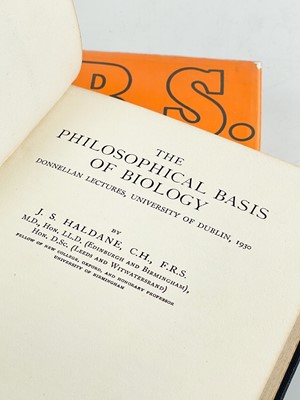 R.S.
THE
PHILOSOPHICAL BASIS
OF BIOLOGY
DONNELLAN LECTURES, UNIVERSITY OF DUBLIN, 1930
BY
J. S. HALDANE, C.H., F.R.S.
M.D., Hon. LL.D. (EDINBURGH AND BIRMINGHAM),
Hon. D.Sc. (LEEDS AND WITWATERSRAND)
FELLOW OF NEW COLLEGE, OXFORD, AND HONORARY PROFESSOR
UNIVERSITY OF BIRMINGHAM